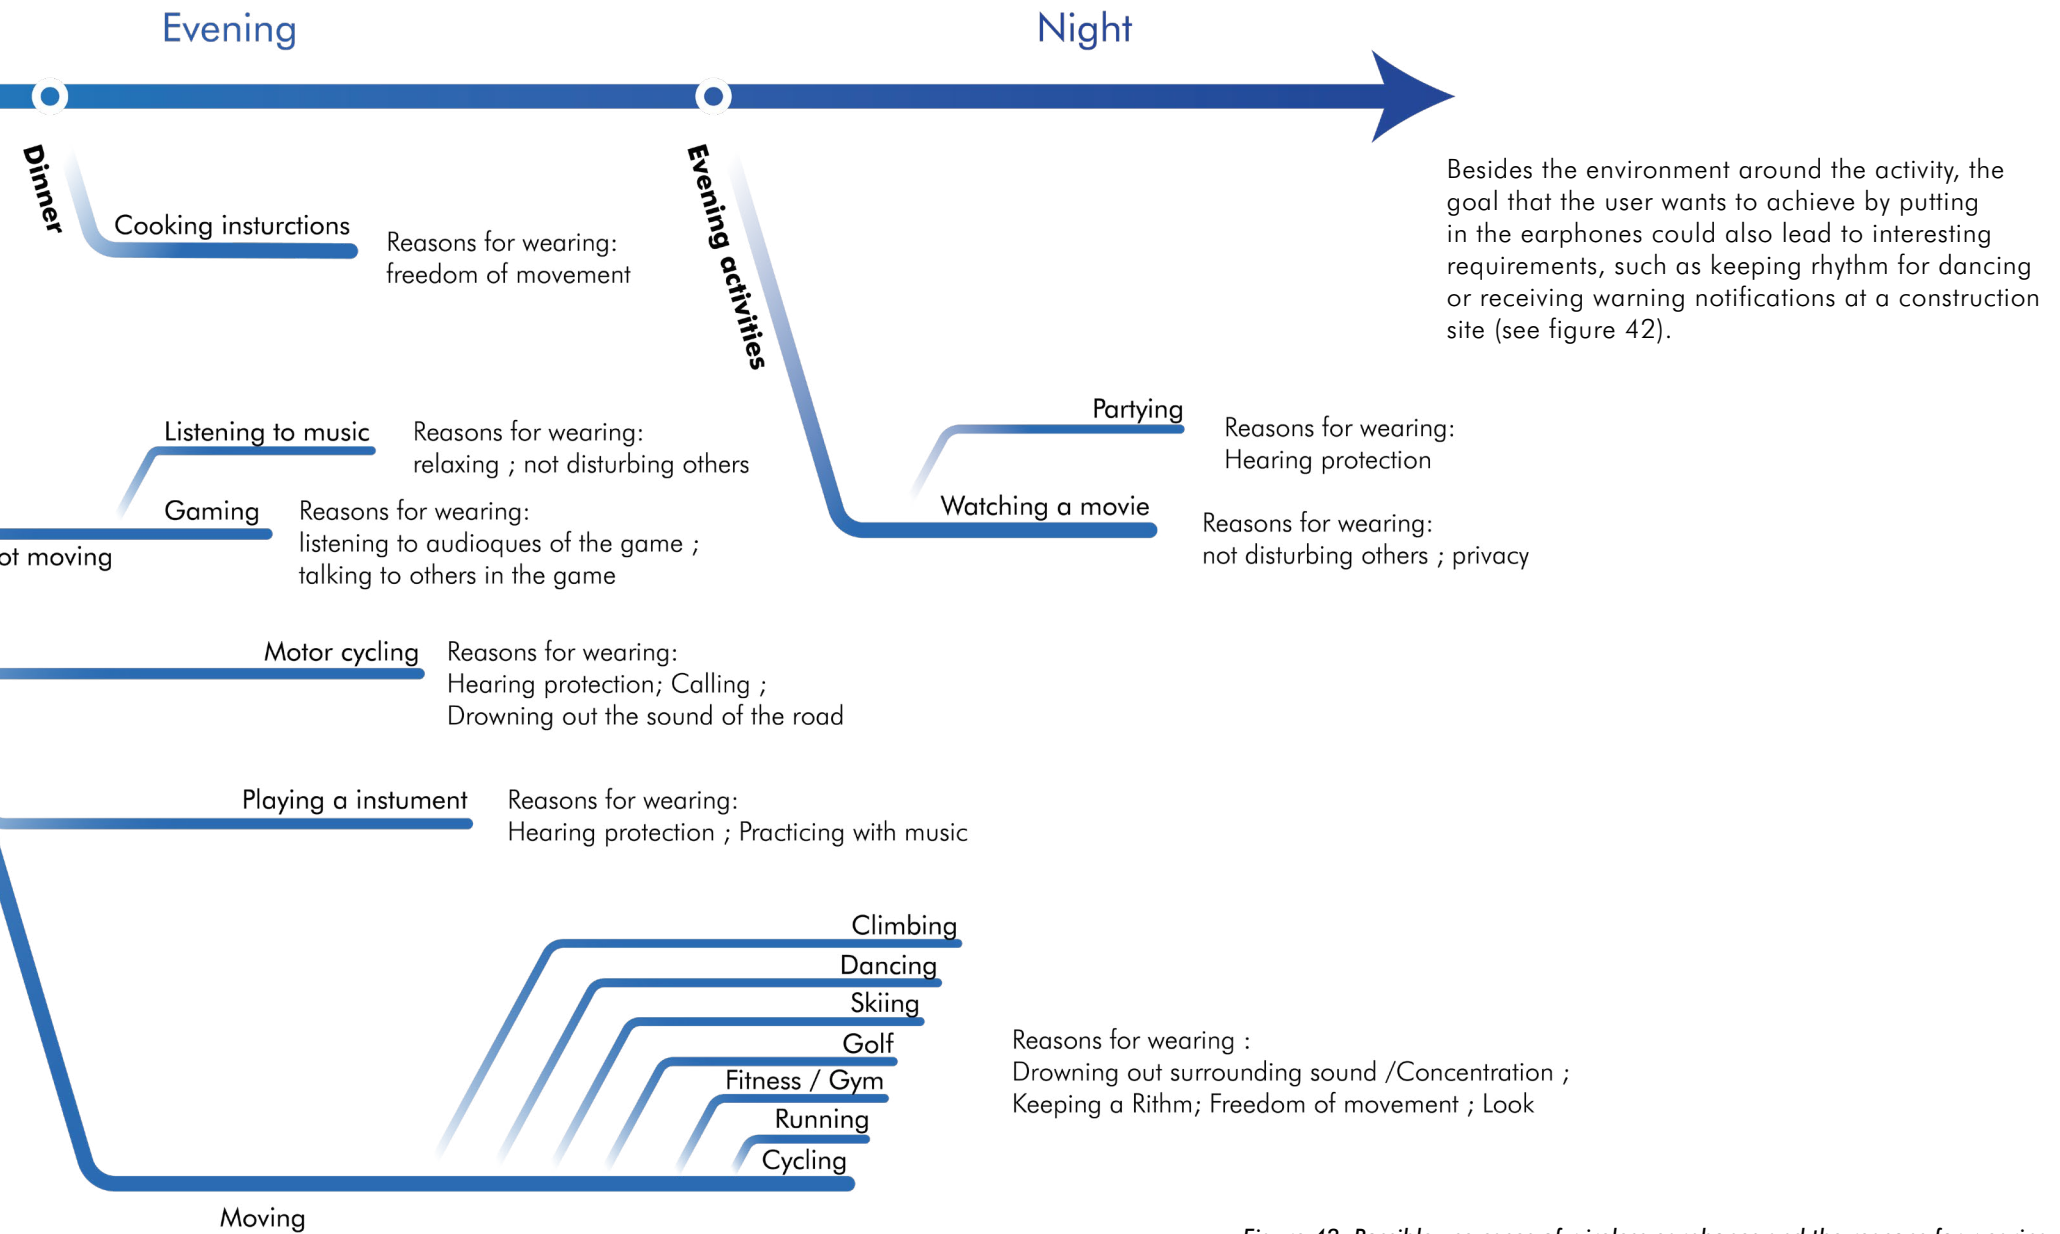 Evening
Night
Dinner
Evening activities
Cooking insturctions
Reasons for wearing:
freedom of movement
Besides the environment around the activity, the
goal that the user wants to achieve by putting
in the earphones could also lead to interesting
requirements, such as keeping rhythm for dancing
or receiving warning notifications at a construction
site (see figure 42).
Listening to music
Reasons for wearing:
relaxing ; not disturbing others
Partying
Reasons for wearing:
Hearing protection
Gaming
Reasons for wearing:
listening to audioques of the game ;
talking to others in the game
ot moving
Watching a movie
Reasons for wearing:
not disturbing others ; privacy
Motor cycling
Reasons for wearing:
Hearing protection; Calling ;
Drowning out the sound of the road
Playing a instument
Reasons for wearing:
Hearing protection ; Practicing with music
Climbing
Dancing
Skiing
Golf
Fitness / Gym
Running
Cycling
Reasons for wearing :
Drowning out surrounding sound /Concentration ;
Keeping a Rithm; Freedom of movement ; Look
Moving